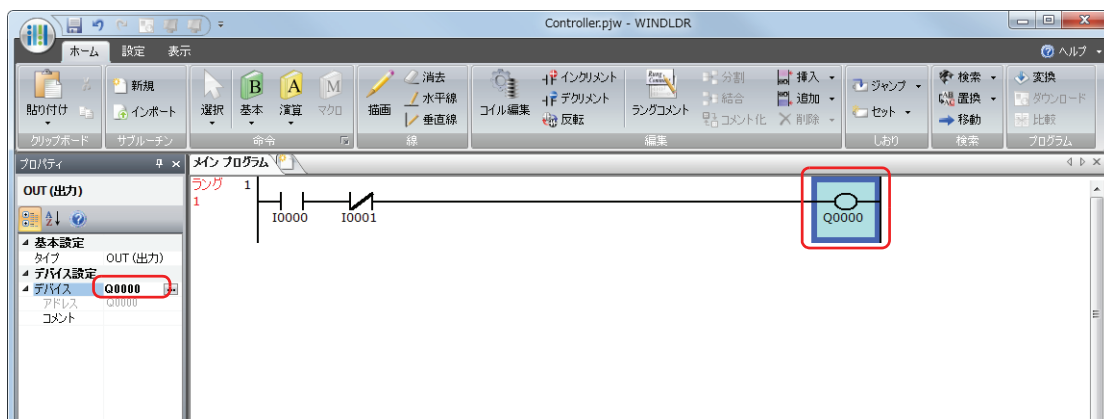 Controller.pjw - WINDLDR
ホーム 設定 表示 ヘルプ
貼り付け 新規 インポート 選択 基本 演算 マクロ 描画 消去 水平線 垂直線 コイル編集 インクリメント デクリメント 反転 ラングコメント 分割 結合 コメント化 挿入 追加 削除 ジャンプ セット 検索 置換 移動 変換 ダウンロード 比較
B A M
クリップボード サブルーチン 命令 線 編集 しおり 検索 プログラム
プロパティ メイン プログラム
OUT (出力)
ラング 1
1
I0000 I0001 Q0000
基本設定
タイプ OUT (出力)
デバイス設定
デバイス Q0000
アドレス Q0000
コメント